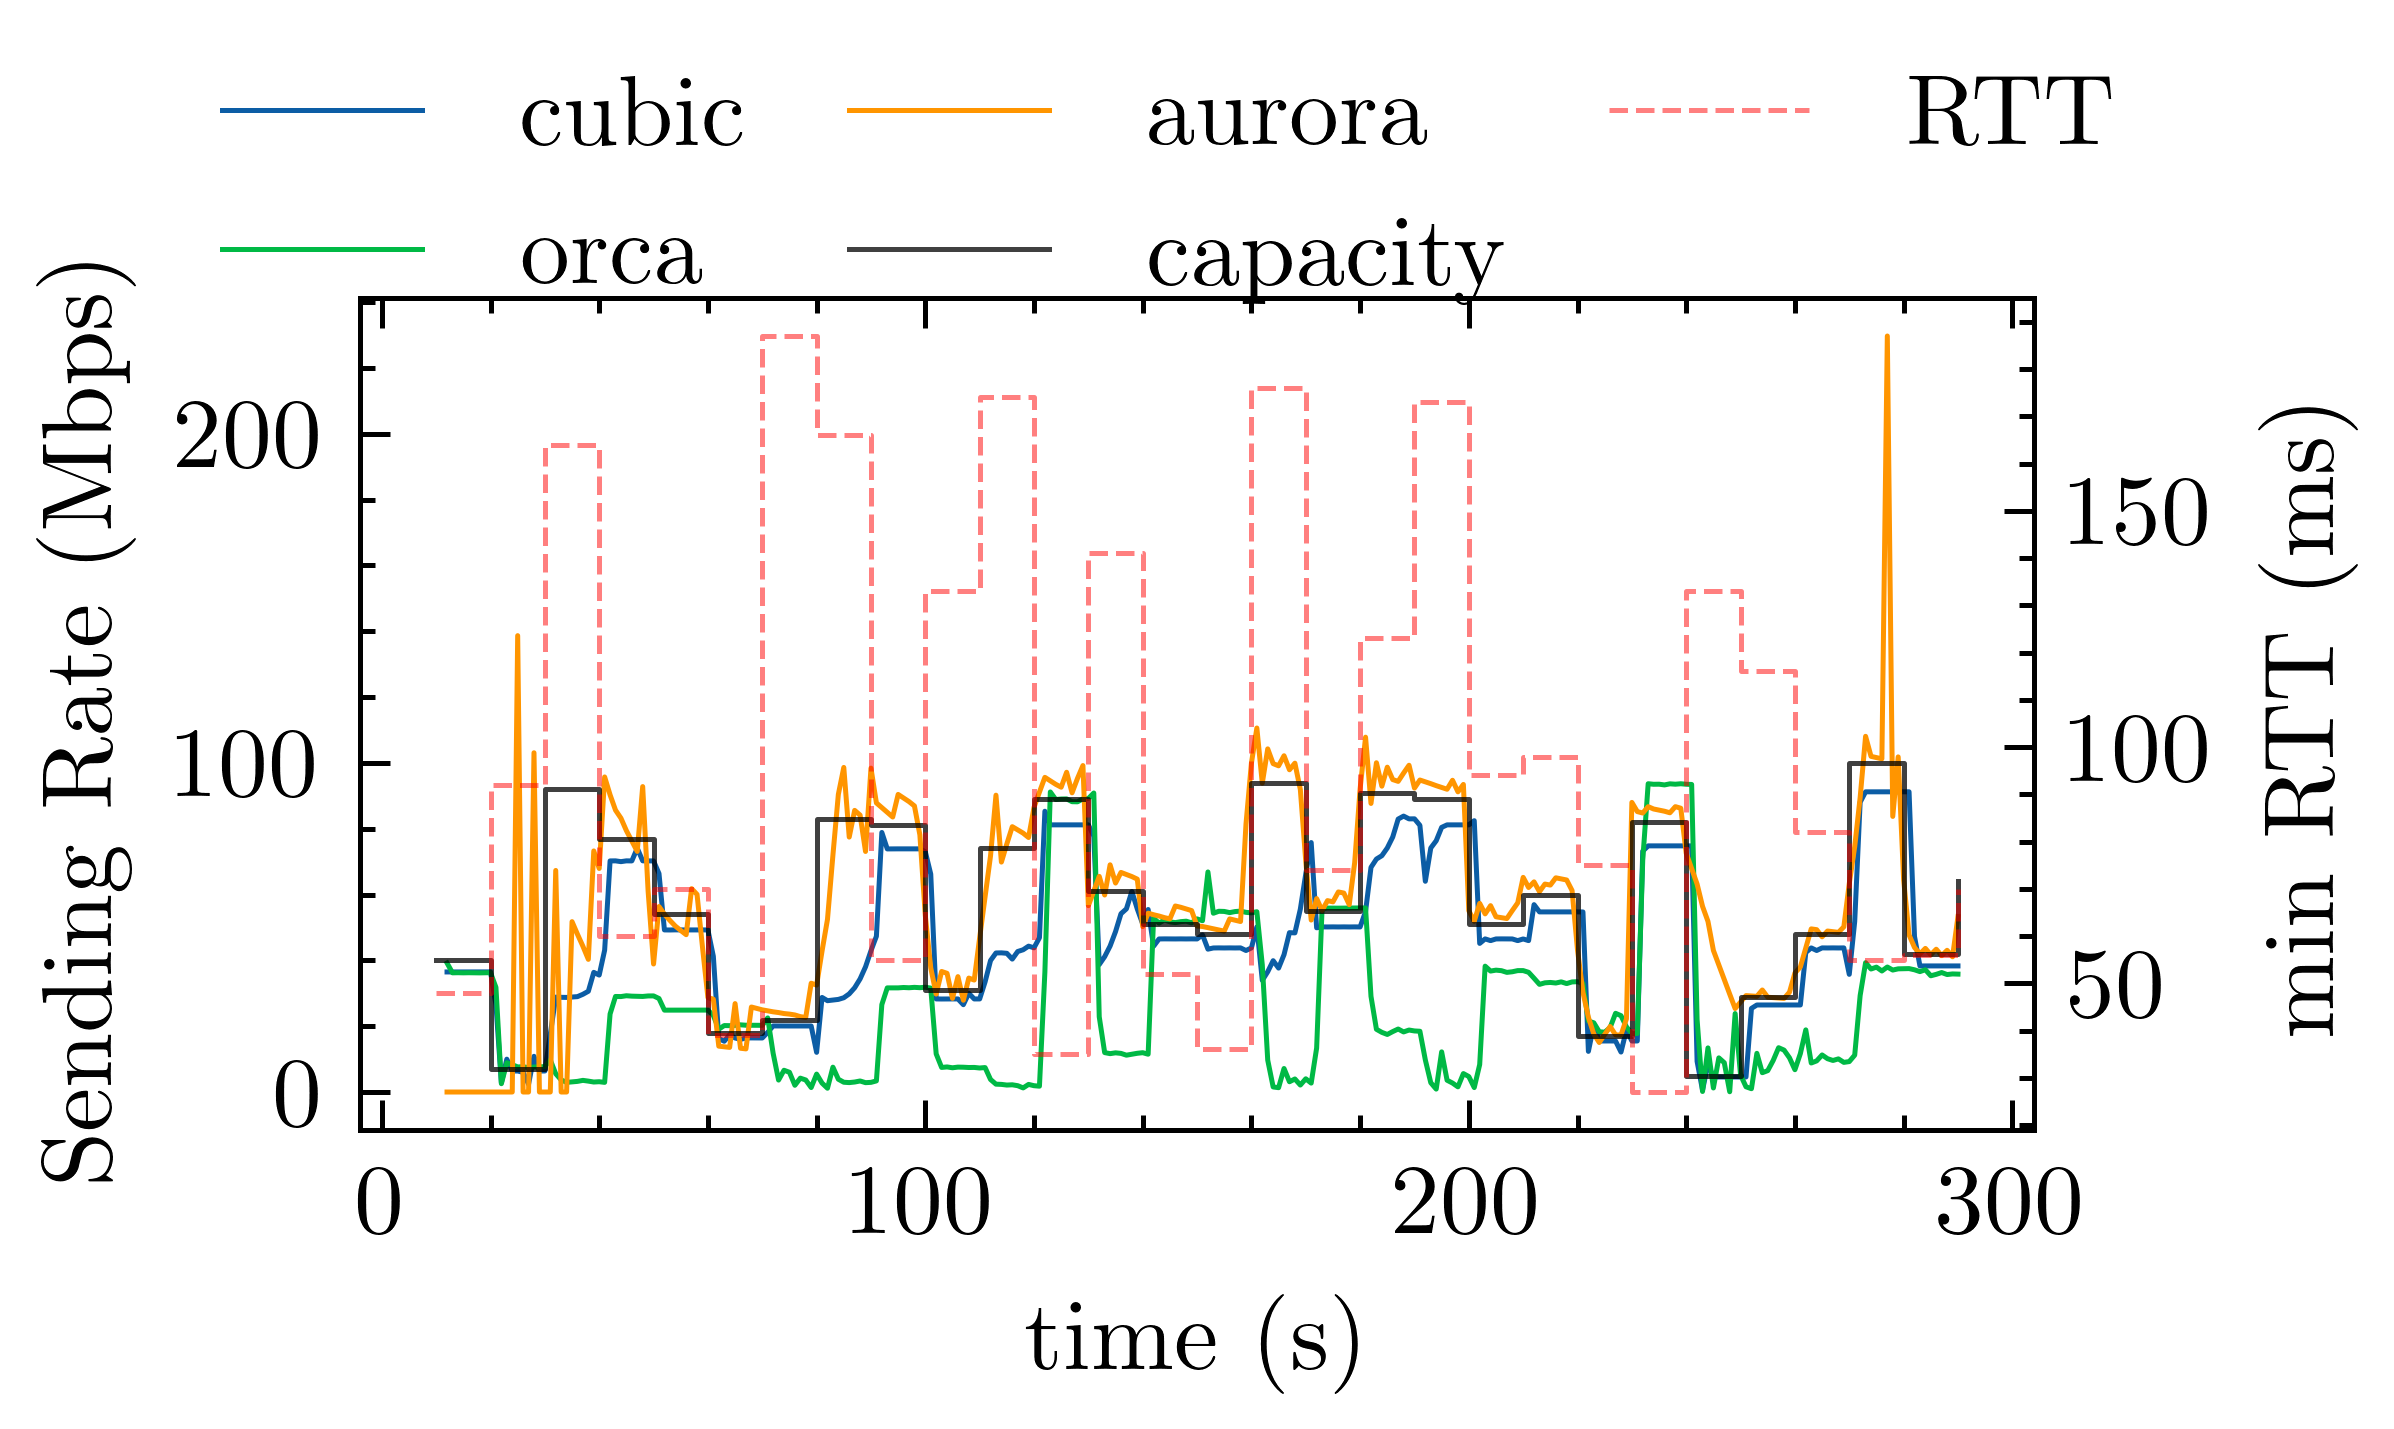 cubic aurora RTT
orca capacity
Sending Rate (Mbps)
200
100
0
150
100
50
min RTT (ms)
0 100 200 300
time (s)